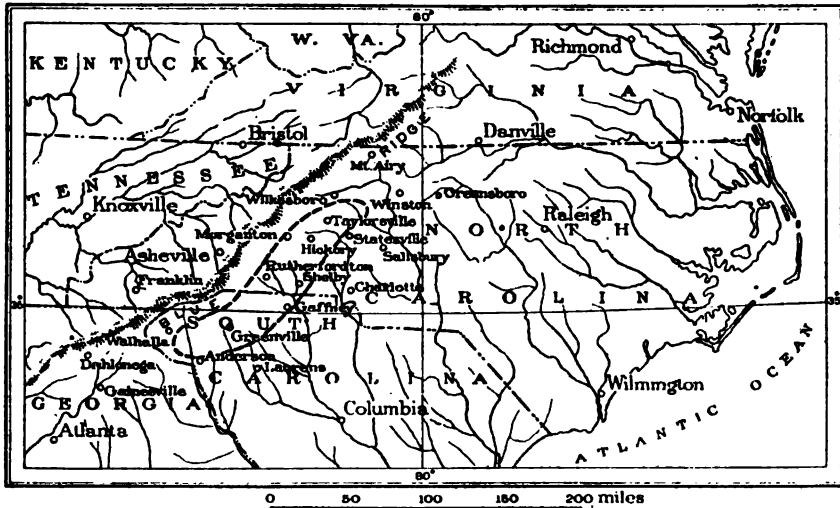 80°
W. VA.
Richmond
KENTUCKY
VIRGINIA
Norfolk
Bristol
Danville
RIDGE
Mt. Airy
TENNESSEE
Knoxville
Wilkesboro
Winston
Greensboro
Taylorsville
Raleigh
Morganton
Statesville
NORTH
Asheville
Hickory
Salisbury
Rutherfordton
Franklin
Shelby
Charlotte
35°
CAROLINA
35°
Gaffney
BLUE
SOUTH
Walhalla
Greenville
Dahlonega
Anderson
Laurens
CAROLINA
Gainesville
Wilmngton
GEORGIA
Columbia
Atlanta
ATLANTIC OCEAN
80°
0 50 100 150 200 miles